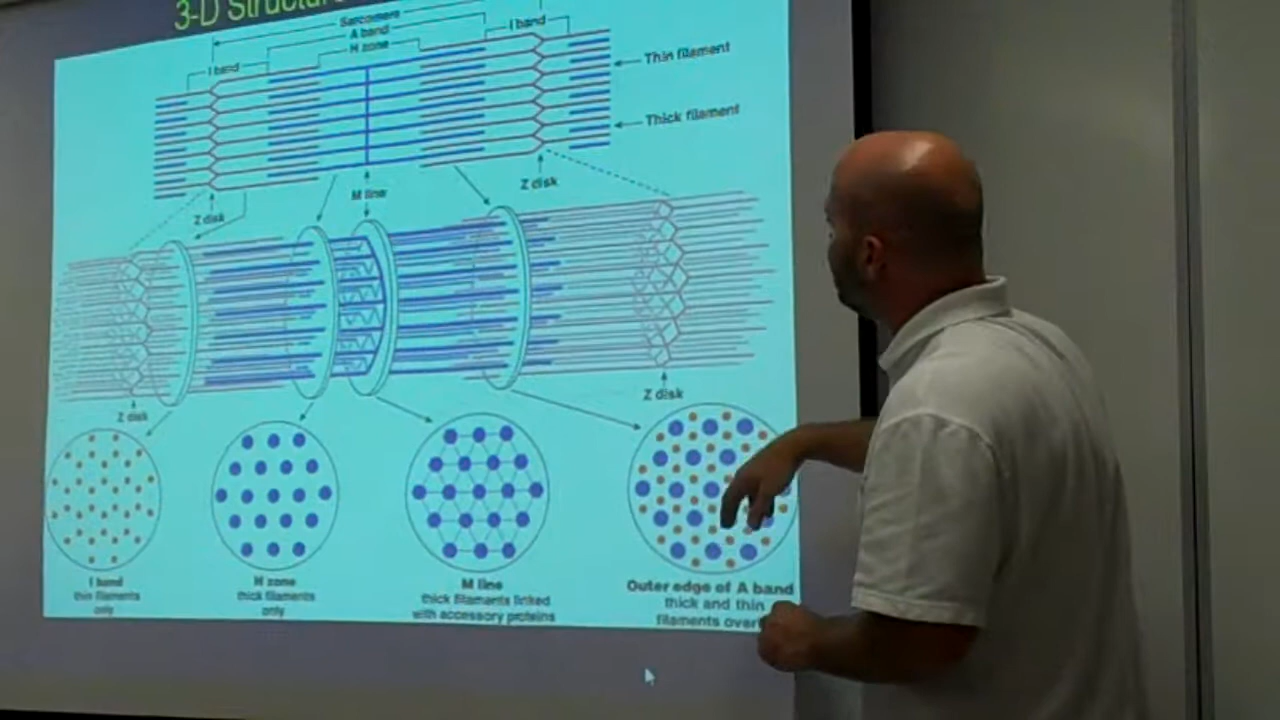 3-D Structure
Sarcomere
A band
I band
H zone
I band
Thin filament
Thick filament
M line
Z disk
Z disk
Z disk
Z disk
I band
thin filaments
only
H zone
thick filaments
only
M line
thick filaments linked
with accessory proteins
Outer edge of A band
thick and thin
filaments